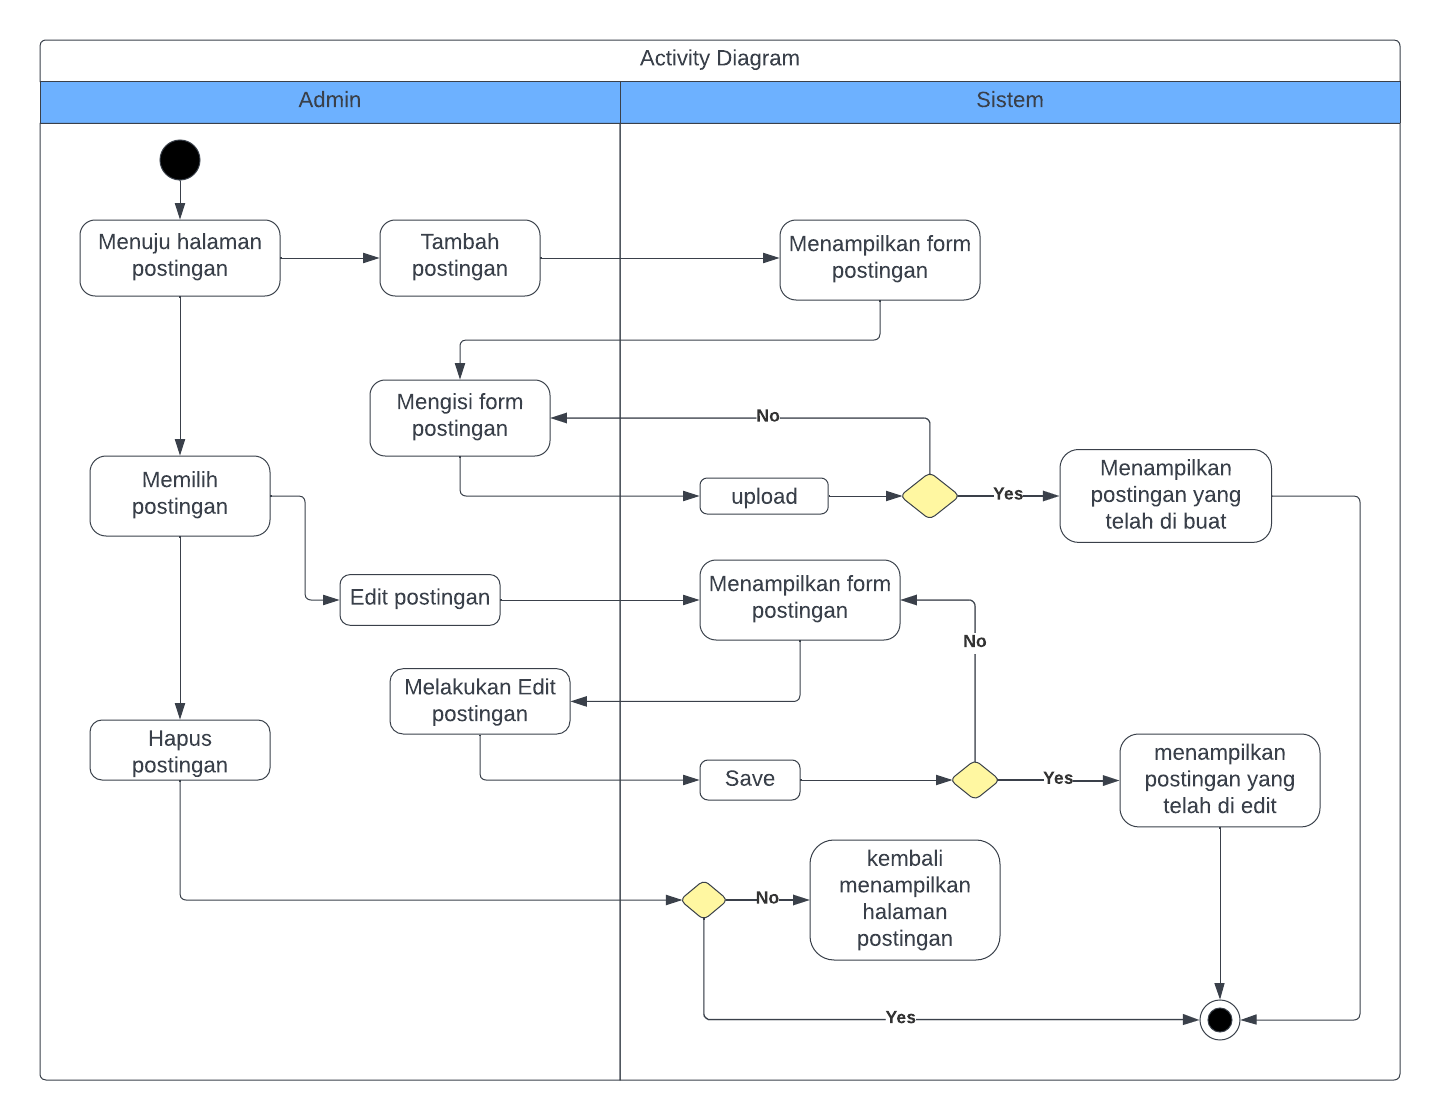 Activity Diagram
Admin
Sistem
Menuju halaman
postingan
Tambah
postingan
Menampilkan form
postingan
Mengisi form
postingan
No
Memilih
postingan
upload
Yes
Menampilkan
postingan yang
telah di buat
Edit postingan
Menampilkan form
postingan
No
Melakukan Edit
postingan
Hapus
postingan
Save
Yes
menampilkan
postingan yang
telah di edit
No
kembali
menampilkan
halaman
postingan
Yes